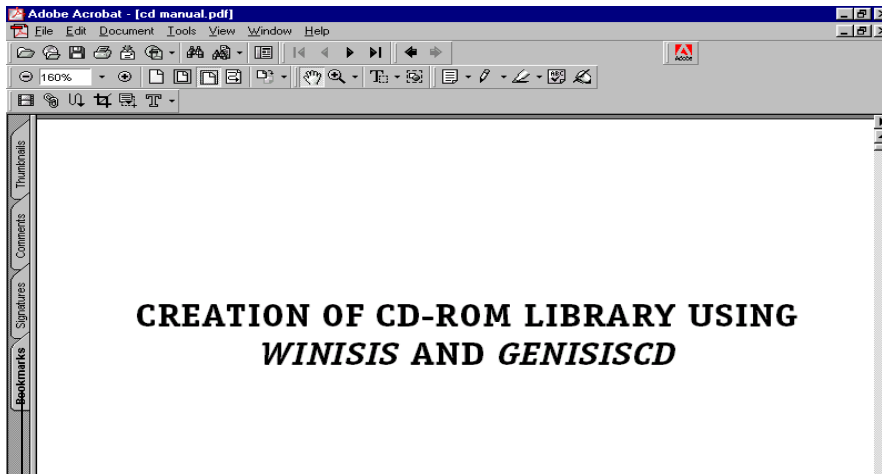 Adobe Acrobat - [cd manual.pdf]
File Edit Document Tools View Window Help
Adobe
160%
Thumbnails
Comments
Signatures
Bookmarks
CREATION OF CD-ROM LIBRARY USING
WINISIS AND GENISISCD